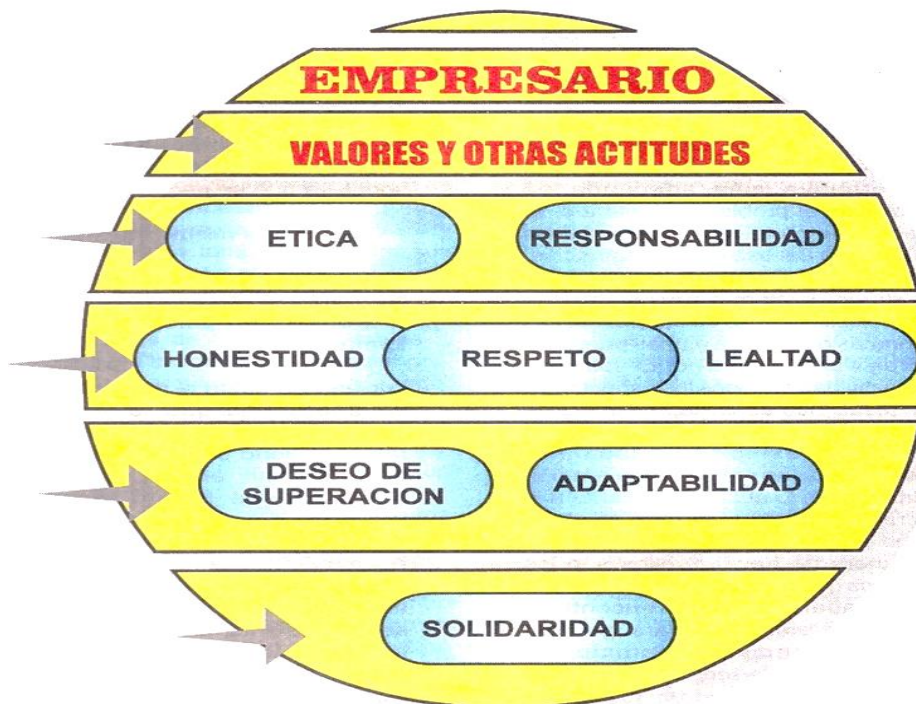 EMPRESARIO
VALORES Y OTRAS ACTITUDES
ETICA
RESPONSABILIDAD
HONESTIDAD
RESPETO
LEALTAD
DESEO DE
SUPERACION
ADAPTABILIDAD
SOLIDARIDAD